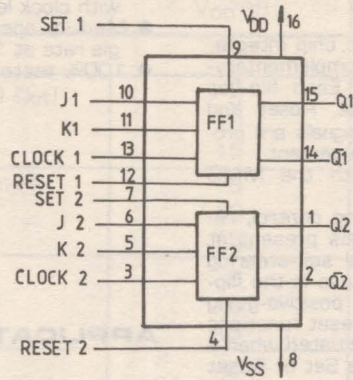 SET 1
VDD 16
9
J1 10
K1 11
CLOCK 1 13
RESET 1 12
SET 2 7
J 2 6
K 2 5
CLOCK 2 3
RESET 2
4
VSS 8
FF1
FF2
15 Q1
14 Q̅1
1 Q2
2 Q̅2